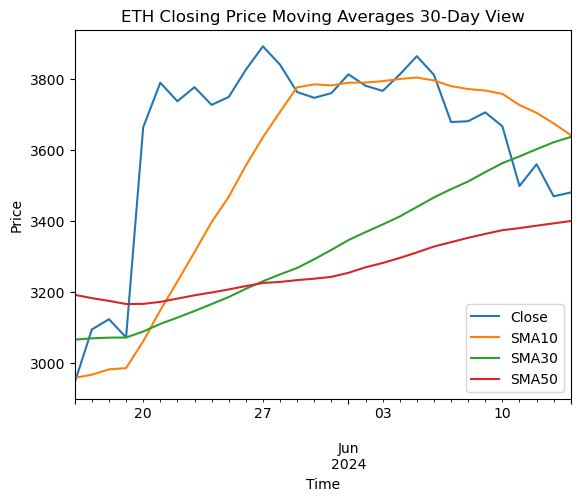 ETH Closing Price Moving Averages 30-Day View
3800
3600
3400
3200
3000
Price
Close
SMA10
SMA30
SMA50
20
27
03
10
Jun
2024
Time